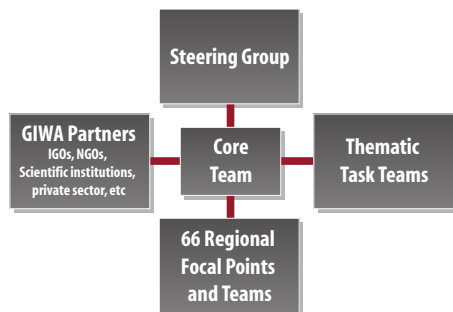 Steering Group
GIWA Partners
IGOs, NGOs,
Scientific institutions,
private sector, etc
Core
Team
Thematic
Task Teams
66 Regional
Focal Points
and Teams